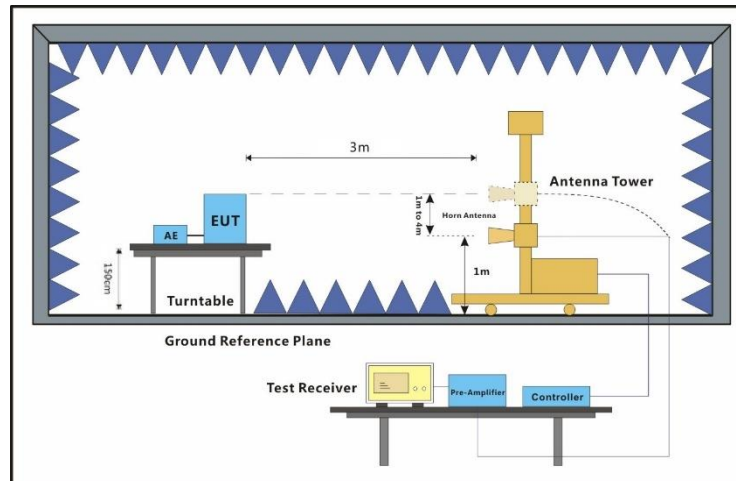 3m
Antenna Tower
1m to 4m
Horn Antenna
EUT
AE
1m
150cm
Turntable
Ground Reference Plane
Test Receiver
Pre-Amplifier
Controller